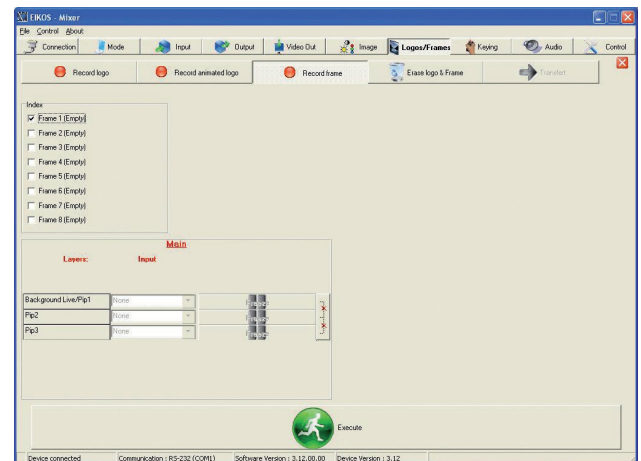 EIKOS - Mixer
File Control About
Connection Mode Input Output Video Out Image Logos/Frames Keying Audio Control
Record logo Record animated logo Record frame Erase logo & Frame Transfert
Index
Frame 1 (Empty)
Frame 2 (Empty)
Frame 3 (Empty)
Frame 4 (Empty)
Frame 5 (Empty)
Frame 6 (Empty)
Frame 7 (Empty)
Frame 8 (Empty)
Main
Layers: Input
Background Live/Pip1 None
Pip2 None
Pip3 None
Execute
Device connected Communication : RS-232 (COM1) Software Version : 3.12.00.00 Device Version : 3.12